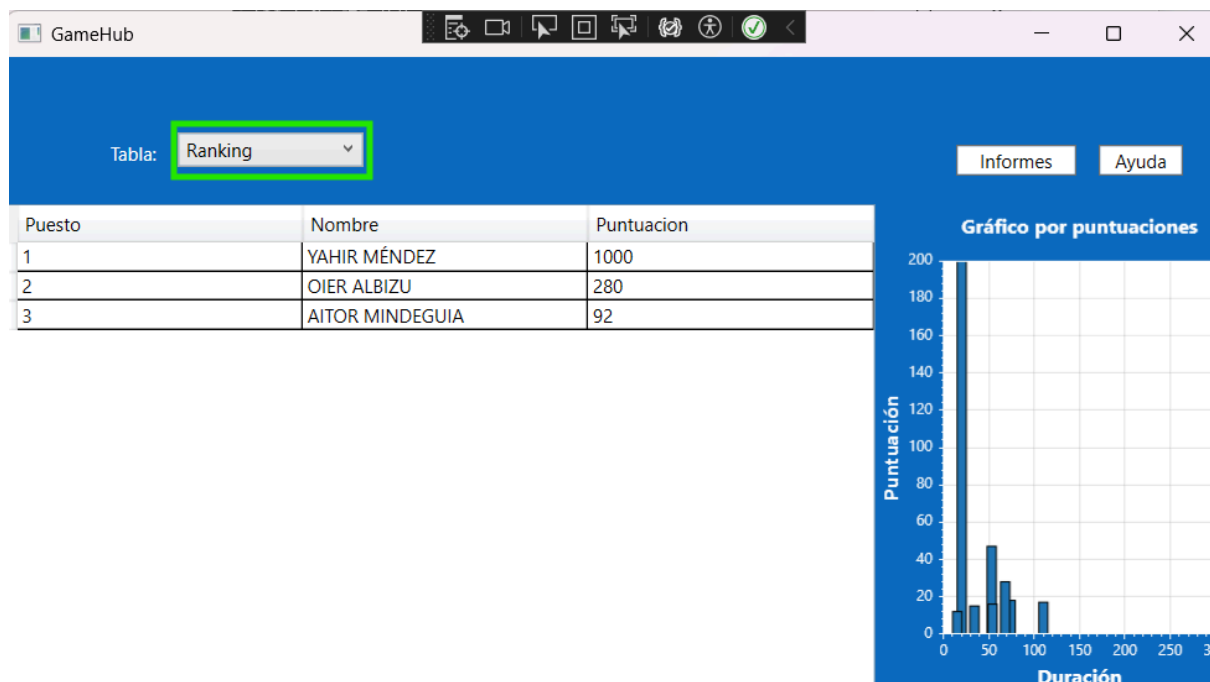 GameHub
Tabla: Ranking
Informes Ayuda
Puesto Nombre Puntuacion
1 YAHIR MÉNDEZ 1000
2 OIER ALBIZU 280
3 AITOR MINDEGUIA 92
Gráfico por puntuaciones
200
180
160
140
120
100
80
60
40
20
0
Puntuación
0 50 100 150 200 250
Duración